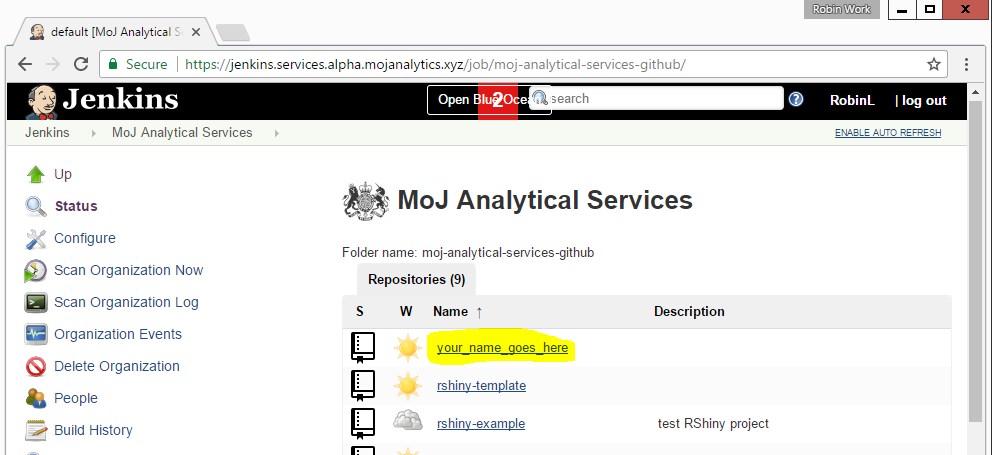 Robin Work
default [MoJ Analytical S
Secure https://jenkins.services.alpha.mojanalytics.xyz/job/moj-analytical-services-github/
Jenkins
Open Blue Ocean
2
search
RobinL
| log out
Jenkins
MoJ Analytical Services
ENABLE AUTO REFRESH
Up
Status
Configure
Scan Organization Now
Scan Organization Log
Organization Events
Delete Organization
People
Build History
MoJ Analytical Services
Folder name: moj-analytical-services-github
Repositories (9)
S W Name ↑ Description
your_name_goes_here
rshiny-template
rshiny-example test RShiny project